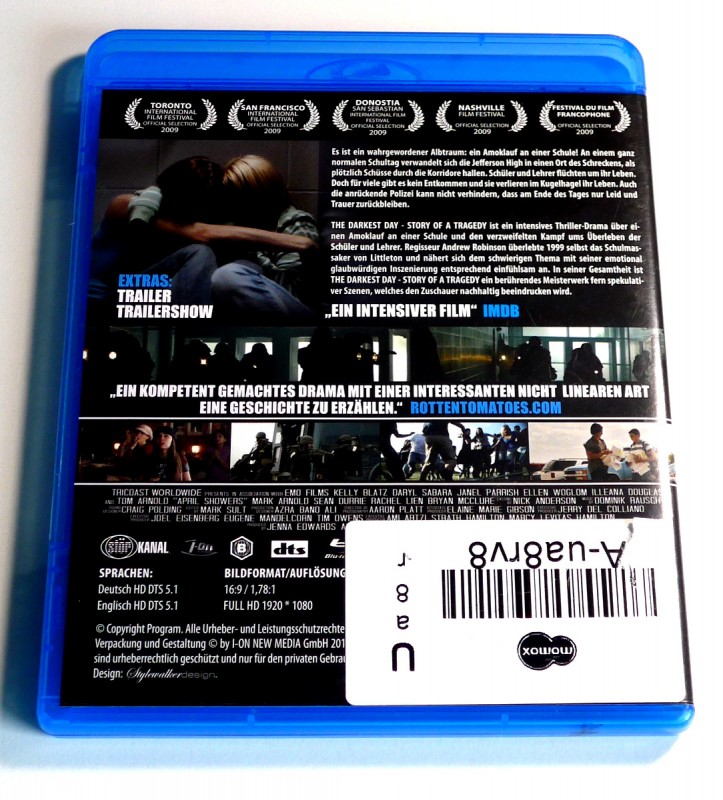 TORONTO
INTERNATIONAL
FILM FESTIVAL
OFFICIAL SELECTION
2009
SAN FRANCISCO
INTERNATIONAL
FILM FESTIVAL
OFFICIAL SELECTION
2009
DONOSTIA
SAN SEBASTIAN
INTERNATIONAL FILM
FESTIVAL
OFFICIAL SELECTION
2009
NASHVILLE
FILM FESTIVAL
OFFICIAL SELECTION
2009
FESTIVAL DU FILM
FRANCOPHONE
OFFICIAL SELECTION
2009
Es ist ein wahrgewordener Albtraum: ein Amoklauf an einer Schule! An einem ganz
normalen Schultag verwandelt sich die Jefferson High in einen Ort des Schreckens, als
plötzlich Schüsse durch die Korridore hallen. Schüler und Lehrer flüchten um ihr Leben.
Doch für viele gibt es kein Entkommen und sie verlieren im Kugelhagel ihr Leben. Auch
die anrückende Polizei kann nicht verhindern, dass am Ende des Tages nur Leid und
Trauer zurückbleiben.
THE DARKEST DAY - STORY OF A TRAGEDY ist ein intensives Thriller-Drama über ei-
nen Amoklauf an einer Schule und den verzweifelten Kampf ums Überleben der
Schüler und Lehrer. Regisseur Andrew Robinson überlebte 1999 selbst das Schulmas-
saker von Littleton und nähert sich dem schwierigen Thema mit seiner emotional
glaubwürdigen Inszenierung entsprechend einfühlsam an. In seiner Gesamtheit ist
THE DARKEST DAY - STORY OF A TRAGEDY ein berührendes Meisterwerk fern spekulati-
ver Szenen, welches den Zuschauer nachhaltig beeindrucken wird.
EXTRAS:
TRAILER
TRAILERSHOW
„EIN INTENSIVER FILM“ IMDB
„EIN KOMPETENT GEMACHTES DRAMA MIT EINER INTERESSANTEN NICHT LINEAREN ART
EINE GESCHICHTE ZU ERZÄHLEN.“ ROTTENTOMATOES.COM
TRICOAST WORLDWIDE PRESENTS IN ASSOCIATION WITH EMO FILMS KELLY BLATZ DARYL SABARA JANEL PARRISH ELLEN WOGLOM ILLEANA DOUGLAS
AND TOM ARNOLD "APRIL SHOWERS" MARK ARNOLD SEAN DURRIE RACHEL LIEN BRYAN MCCLURE NICK ANDERSON DOMINIK RAUSCH
CRAIG POLDING MARK SULT AZRA BANO ALI AARON PLATT ELAINE MARIE GIBSON JERRY DEL COLLIANO
JOEL EISENBERG EUGENE MANDELCORN TIM OWENS AMI ARTZI STRATH HAMILTON MARCY LEVITAS HAMILTON
JENNA EDWARDS
STÖR KANAL
I-ON
B
dts
Blu-ray
SPRACHEN:
Deutsch HD DTS 5.1
Englisch HD DTS 5.1
BILDFORMAT/AUFLÖSUNG
16:9 / 1,78:1
FULL HD 1920 * 1080
© Copyright Program. Alle Urheber- und Leistungsschutzrechte
Verpackung und Gestaltung © by I-ON NEW MEDIA GmbH 201
sind urheberrechtlich geschützt und nur für den privaten Gebrau
Design: Stylewalkerdesign.
A-ua8rv8
U a 8 r
momox